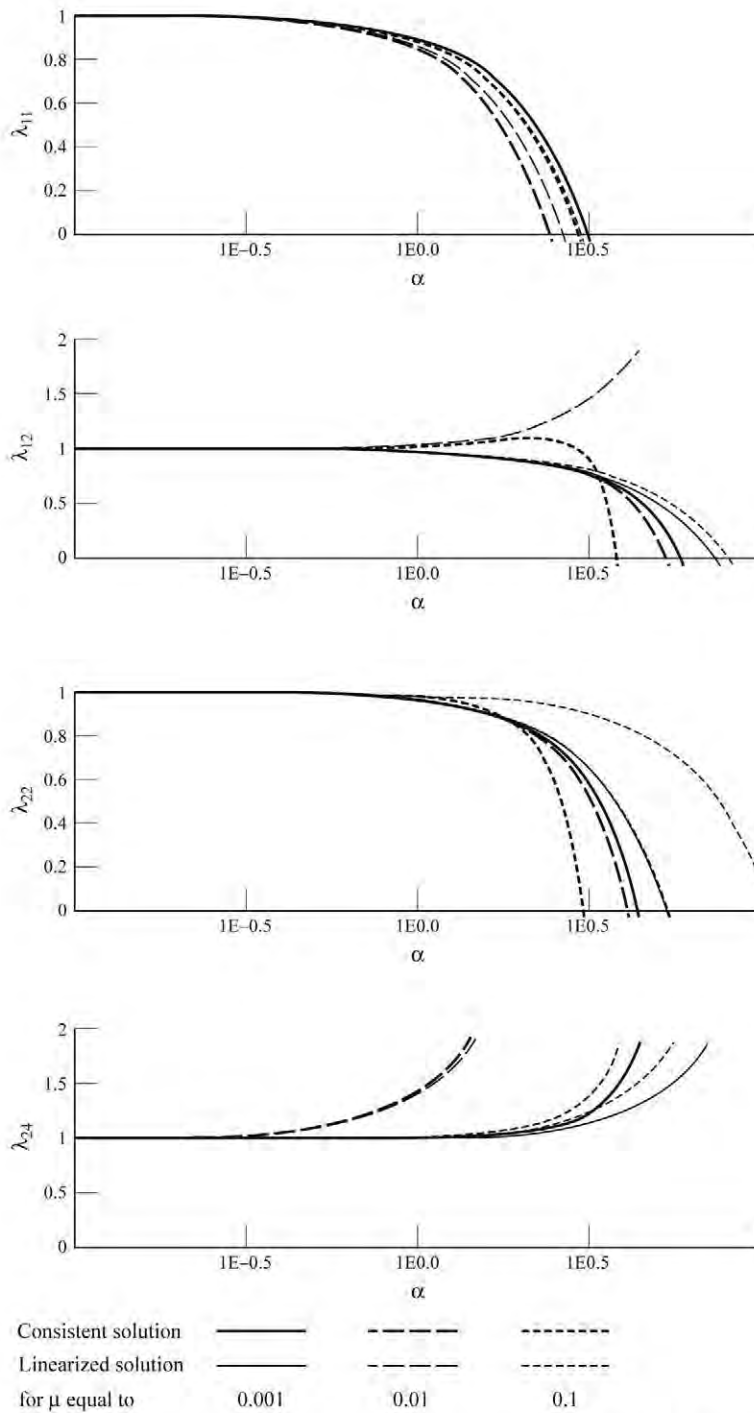 1
0.8
0.6
0.4
0.2
0
λ11
1E–0.5 1E0.0 1E0.5
α
2
1.5
1
0.5
0
λ12
1E–0.5 1E0.0 1E0.5
α
1
0.8
0.6
0.4
0.2
0
λ22
1E–0.5 1E0.0 1E0.5
α
2
1.5
1
0.5
0
λ24
1E–0.5 1E0.0 1E0.5
α
Consistent solution
Linearized solution
for μ equal to 0.001 0.01 0.1